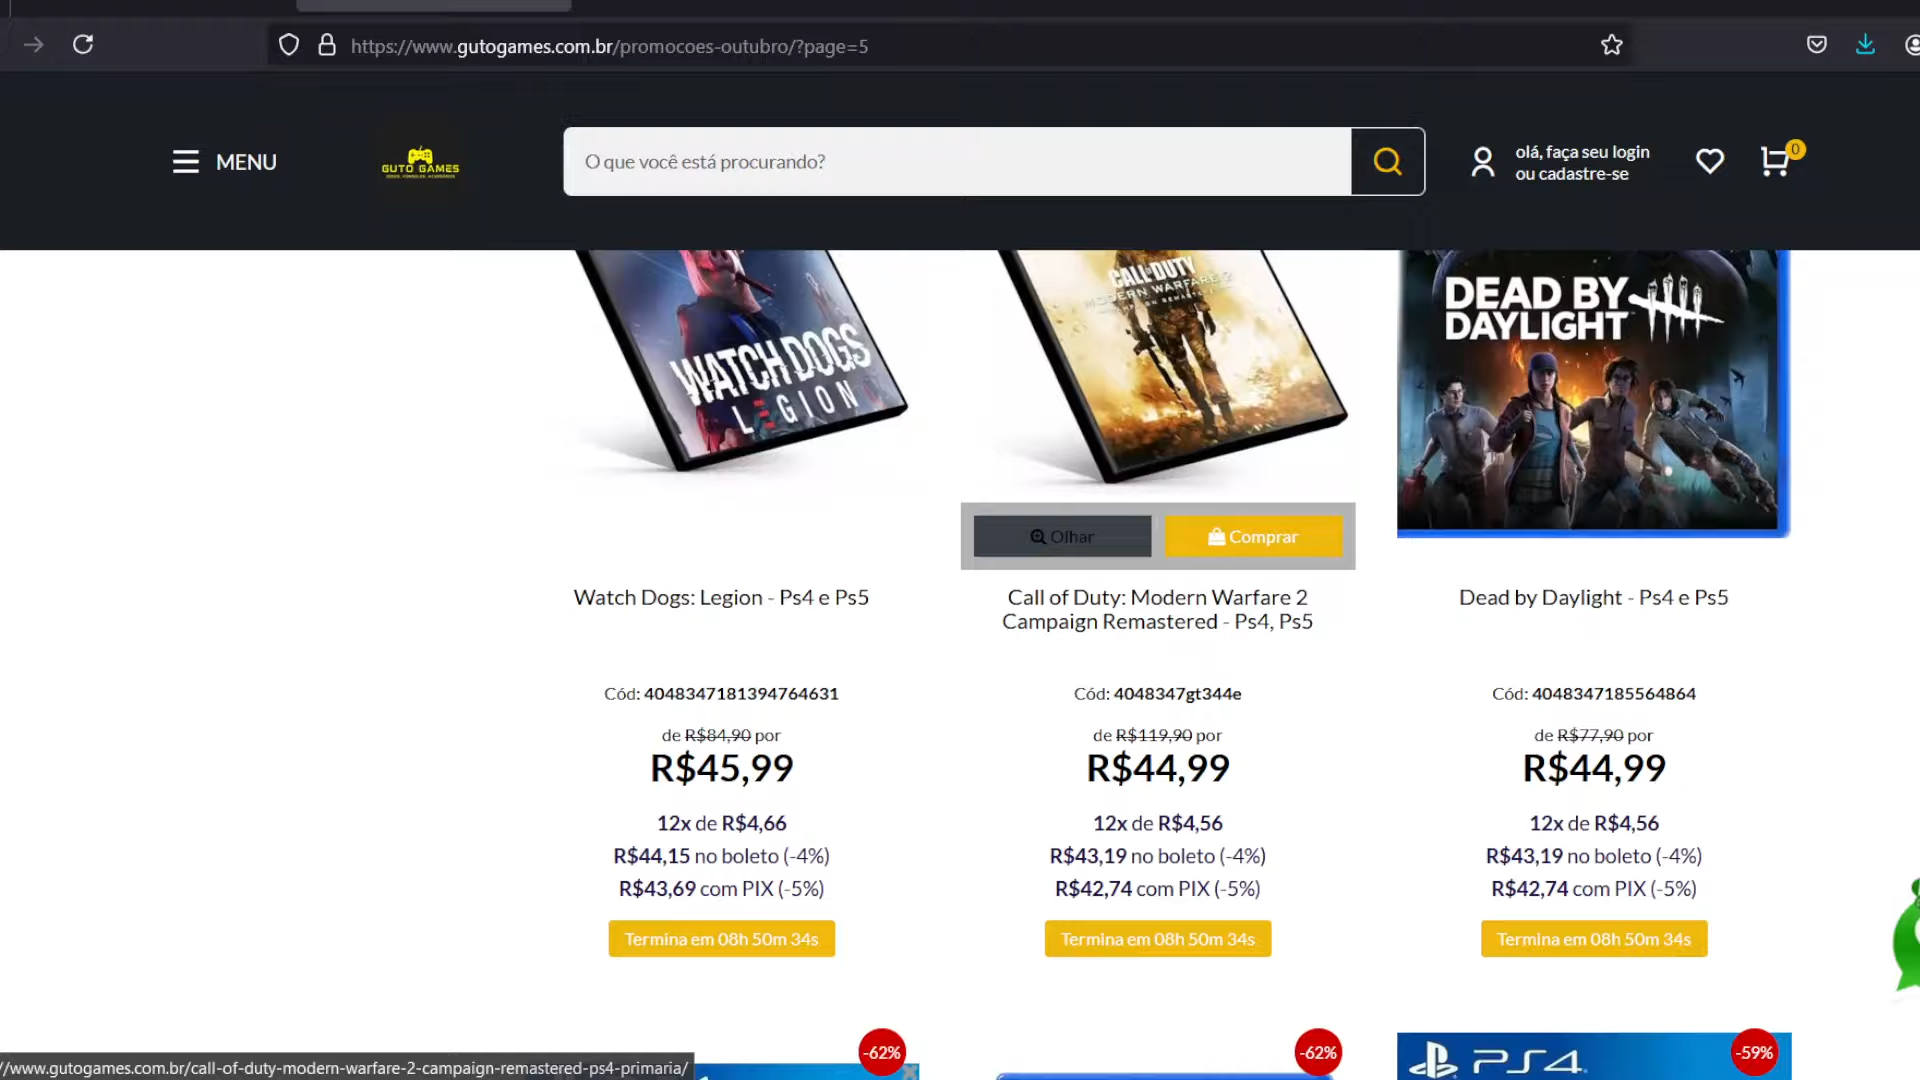 https://www.gutogames.com.br/promocoes-outubro/?page=5
MENU
GUTO GAMES
O que você está procurando?
olá, faça seu login
ou cadastre-se
0
WATCH DOGS
LEGION
CALL OF DUTY
MODERN WARFARE 2
DEAD BY
DAYLIGHT
Olhar
Comprar
Watch Dogs: Legion - Ps4 e Ps5
Cód: 4048347181394764631
de R$84,90 por
R$45,99
12x de R$4,66
R$44,15 no boleto (-4%)
R$43,69 com PIX (-5%)
Termina em 08h 50m 34s
Call of Duty: Modern Warfare 2
Campaign Remastered - Ps4, Ps5
Cód: 4048347gt344e
de R$119,90 por
R$44,99
12x de R$4,56
R$43,19 no boleto (-4%)
R$42,74 com PIX (-5%)
Termina em 08h 50m 34s
Dead by Daylight - Ps4 e Ps5
Cód: 4048347185564864
de R$77,90 por
R$44,99
12x de R$4,56
R$43,19 no boleto (-4%)
R$42,74 com PIX (-5%)
Termina em 08h 50m 34s
-62%
-62%
PS4
-59%
/www.gutogames.com.br/call-of-duty-modern-warfare-2-campaign-remastered-ps4-primaria/